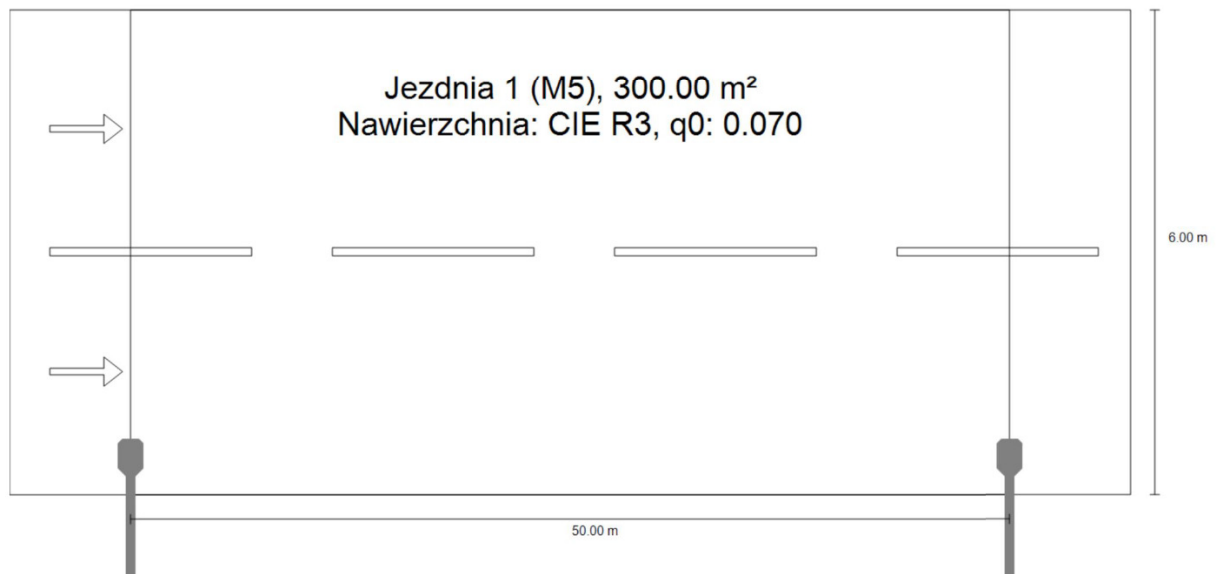 Jezdnia 1 (M5), 300.00 m²
Nawierzchnia: CIE R3, q0: 0.070
6.00 m
50.00 m